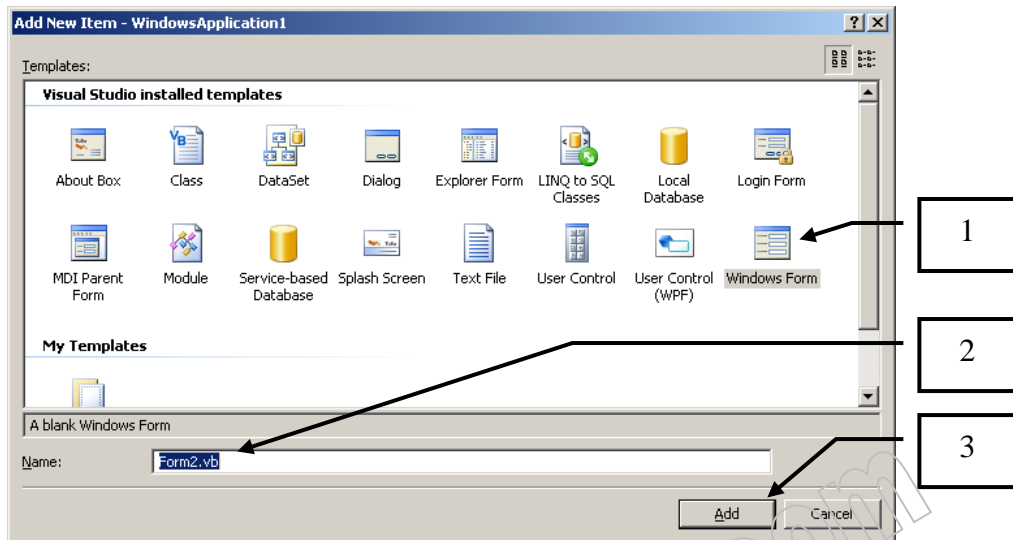 Add New Item - WindowsApplication1
Templates:
Visual Studio installed templates
About Box Class DataSet Dialog Explorer Form LINQ to SQL Classes Local Database Login Form
1
MDI Parent Form Module Service-based Database Splash Screen Text File User Control User Control (WPF) Windows Form
My Templates
2
A blank Windows Form
Name: Form2.vb
3
Add Cancel
com